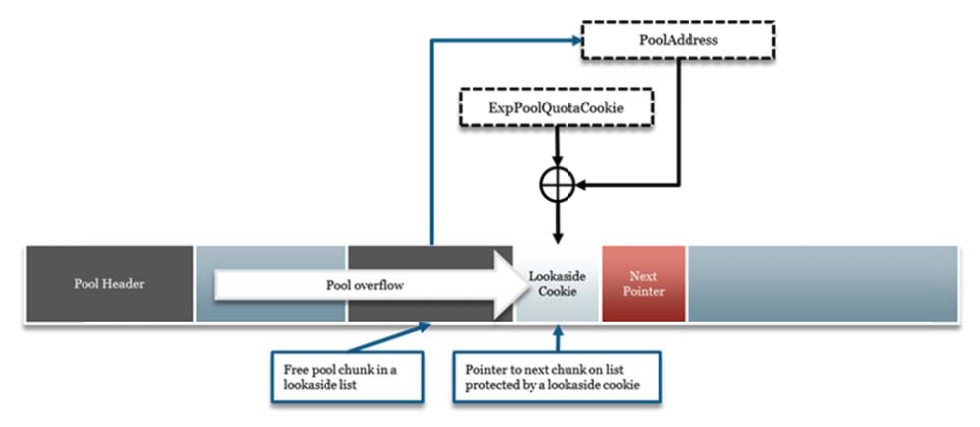 PoolAddress
ExpPoolQuotaCookie
Pool Header
Pool overflow
Lookaside
Cookie
Next
Pointer
Free pool chunk in a
lookaside list
Pointer to next chunk on list
protected by a lookaside cookie